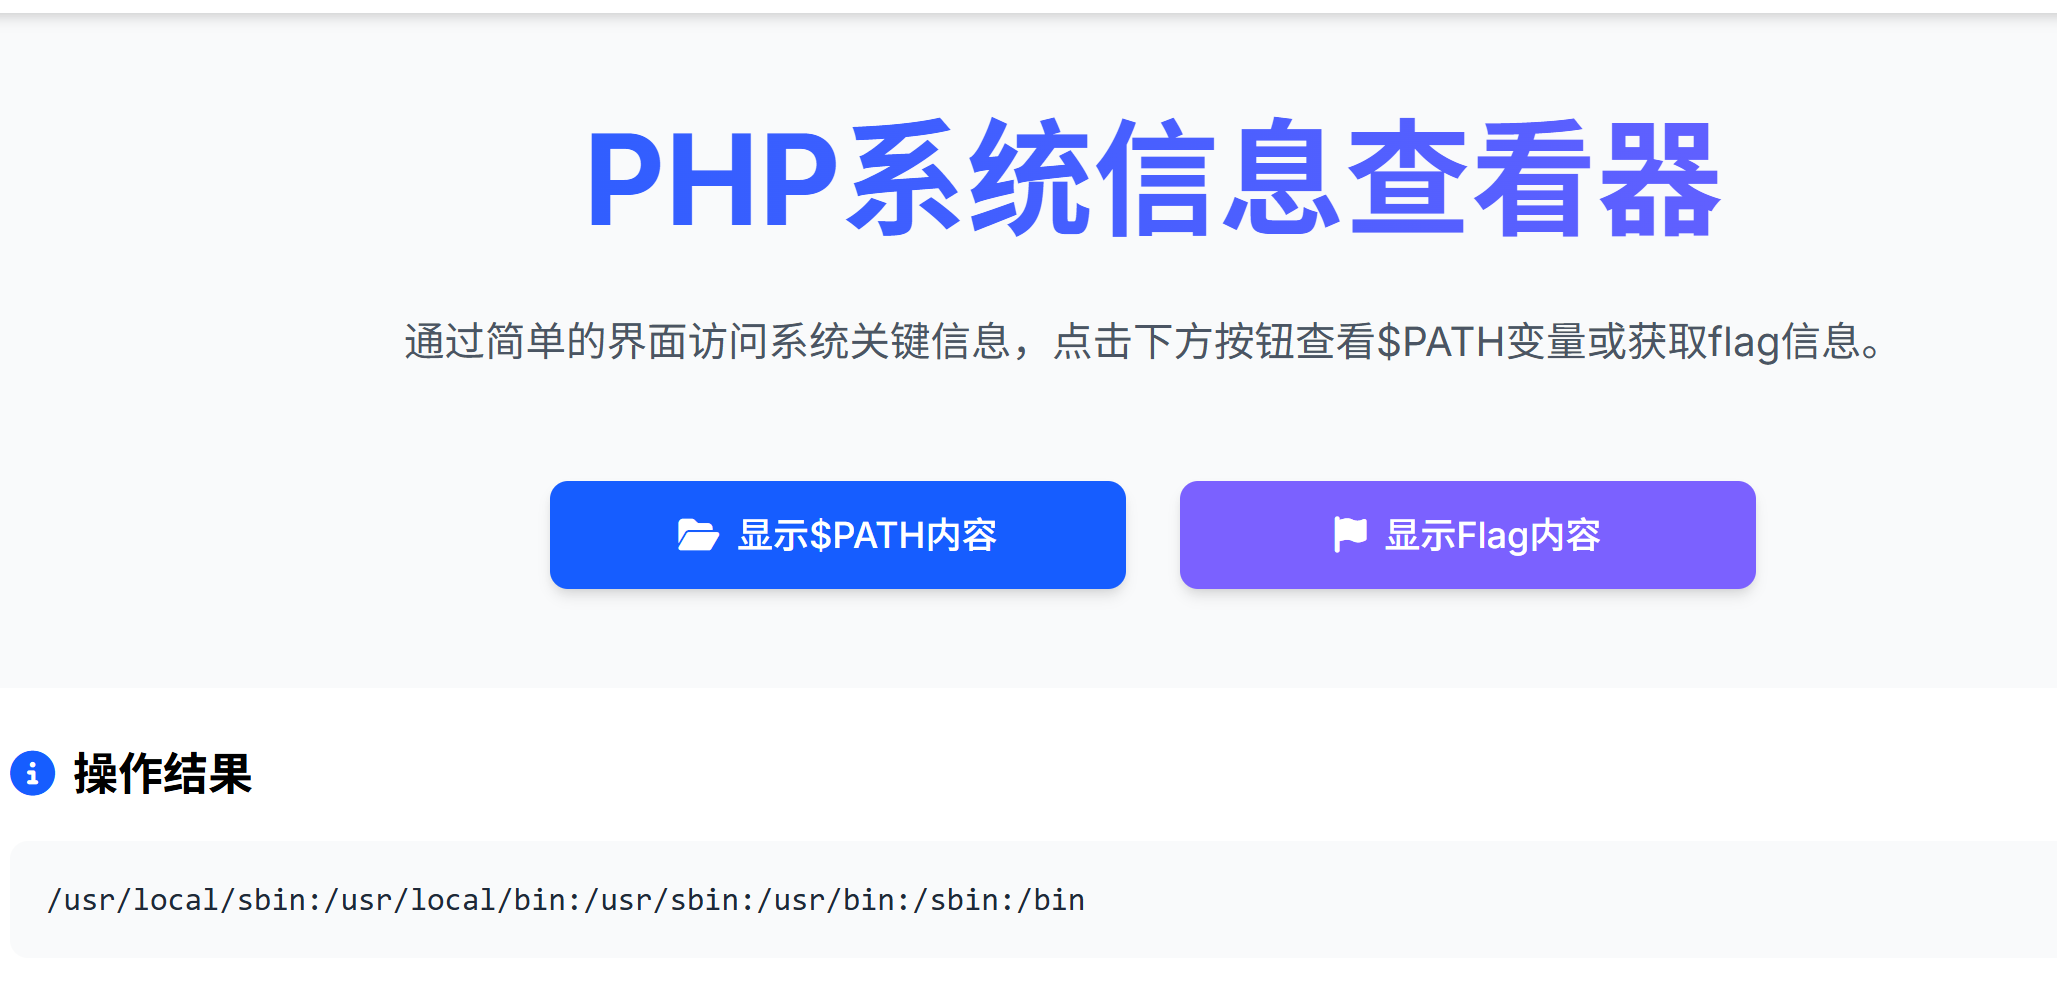 PHP系统信息查看器
通过简单的界面访问系统关键信息，点击下方按钮查看$PATH变量或获取flag信息。
显示$PATH内容
显示Flag内容
操作结果
/usr/local/sbin:/usr/local/bin:/usr/sbin:/usr/bin:/sbin:/bin